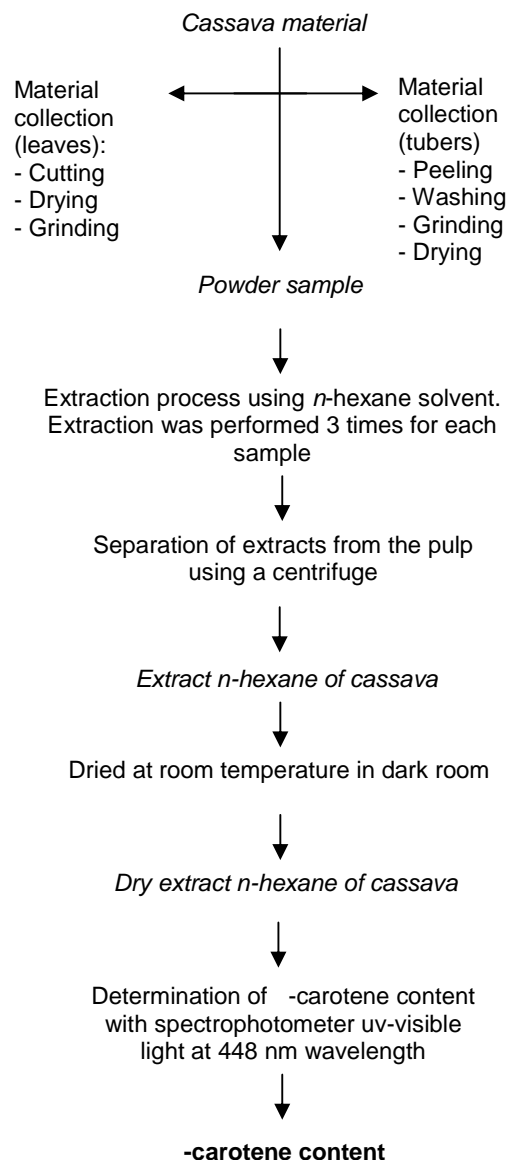 Cassava material
Material
collection
(leaves):
- Cutting
- Drying
- Grinding
Material
collection
(tubers)
- Peeling
- Washing
- Grinding
- Drying
Powder sample
Extraction process using n-hexane solvent.
Extraction was performed 3 times for each
sample
Separation of extracts from the pulp
using a centrifuge
Extract n-hexane of cassava
Dried at room temperature in dark room
Dry extract n-hexane of cassava
Determination of -carotene content
with spectrophotometer uv-visible
light at 448 nm wavelength
-carotene content